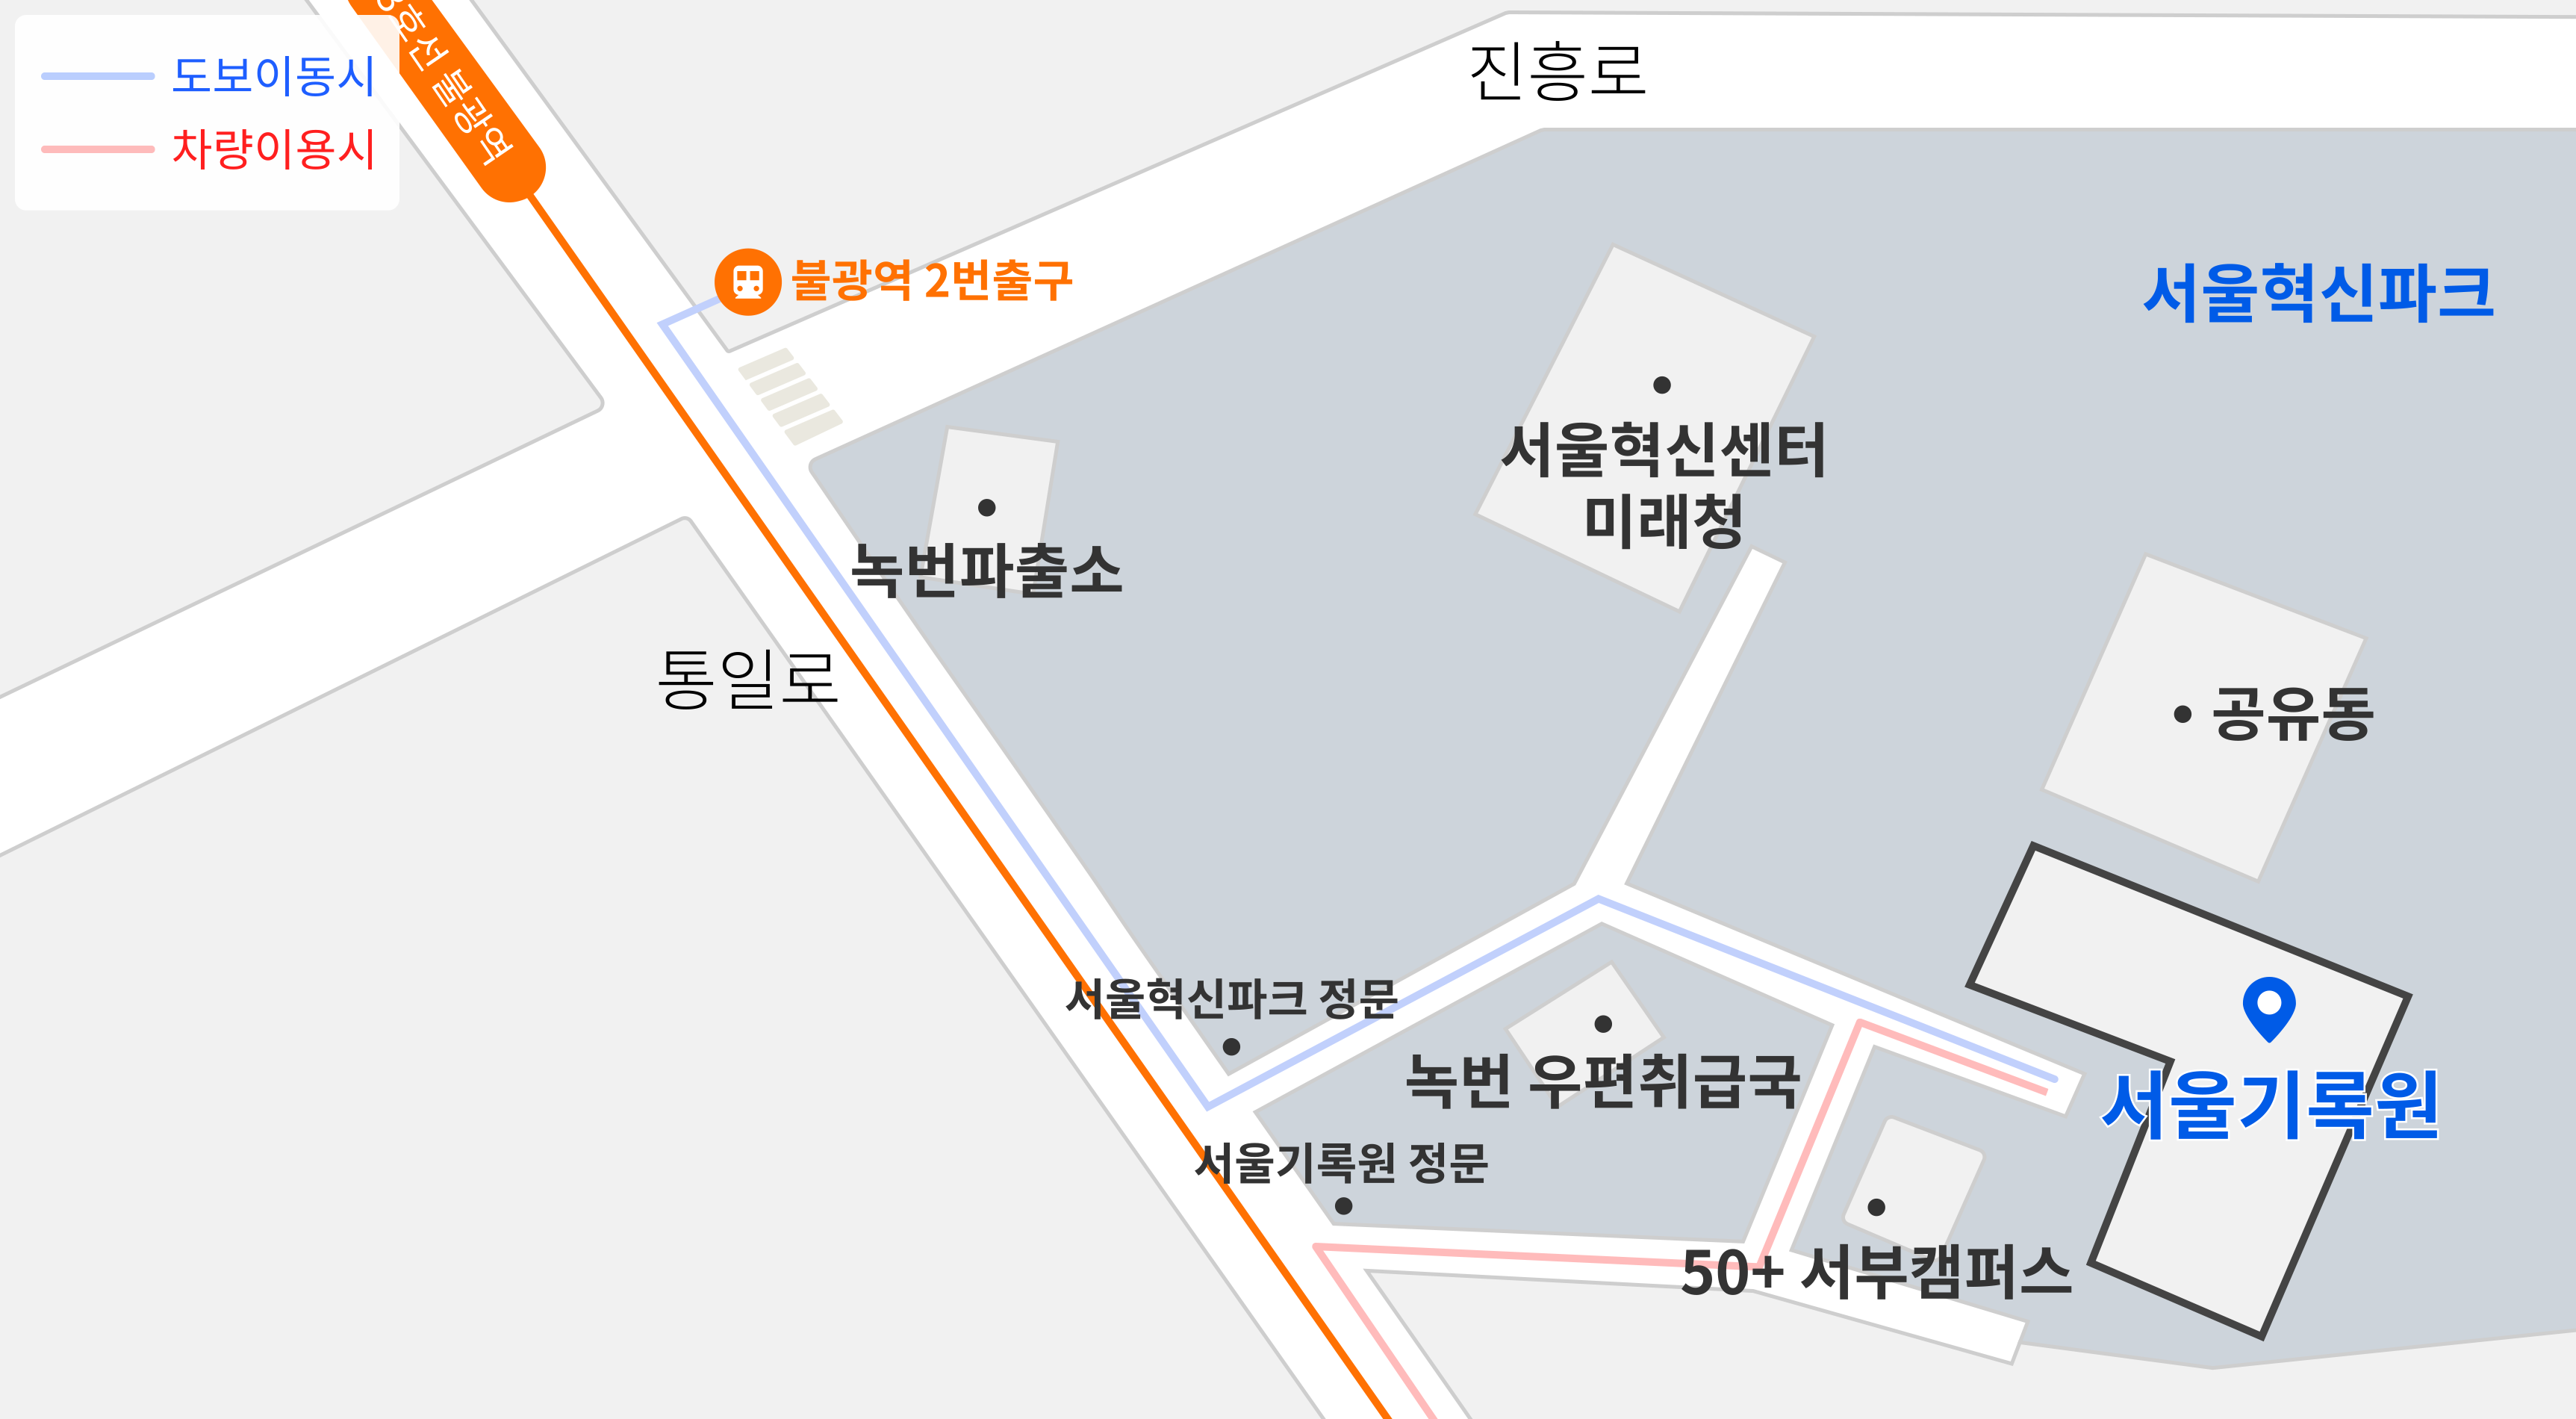 도보이동시
차량이용시
선 불광역
진흥로
불광역 2번출구
서울혁신파크
서울혁신센터
미래청
녹번파출소
통일로
공유동
서울혁신파크 정문
녹번 우편취급국
서울기록원
서울기록원 정문
50+ 서부캠퍼스